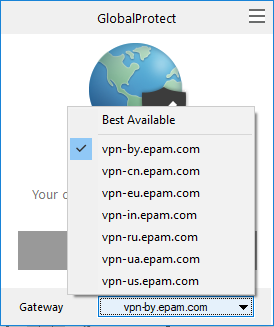 GlobalProtect
Best Available
vpn-by.epam.com
vpn-cn.epam.com
vpn-eu.epam.com
vpn-in.epam.com
vpn-ru.epam.com
vpn-ua.epam.com
vpn-us.epam.com
Your
Gateway vpn-by.epam.com